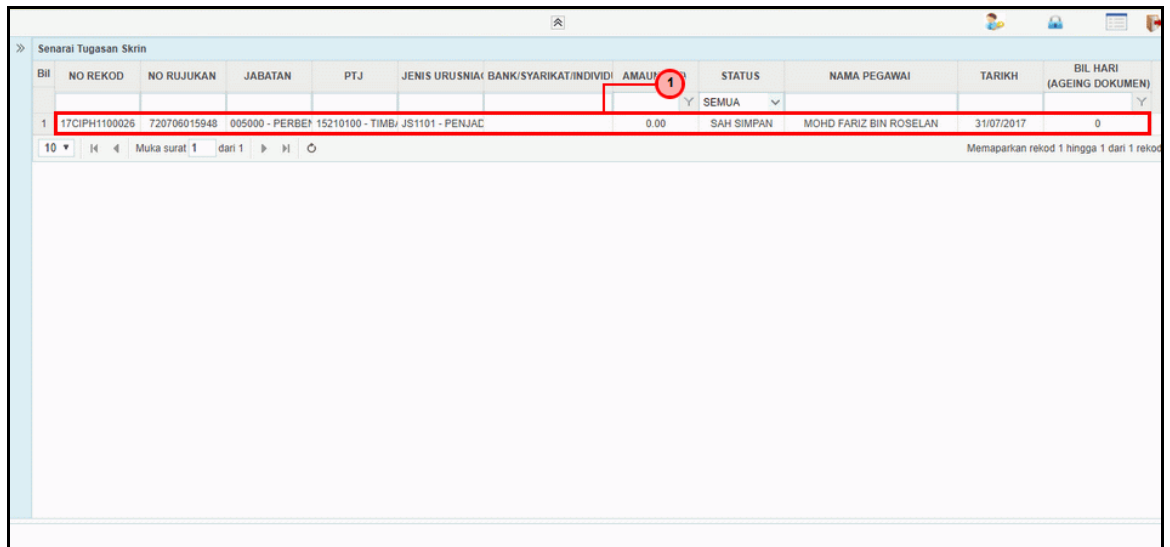 Senarai Tugasan Skrin
Bil NO REKOD NO RUJUKAN JABATAN PTJ JENIS URUSNIA BANK/SYARIKAT/INDIVID 1 STATUS NAMA PEGAWAI TARIKH BIL HARI
(AGEING DOKUMEN)
SEMUA
1 17CIPH1100026 720706015948 005000 - PERBEN 15210100 - TIMBA JS1101 - PENJAD 0.00 SAH SIMPAN MOHD FARIZ BIN ROSELAN 31/07/2017 0
10 Muka surat 1 dari 1 Memaparkan rekod 1 hingga 1 dari 1 rekod